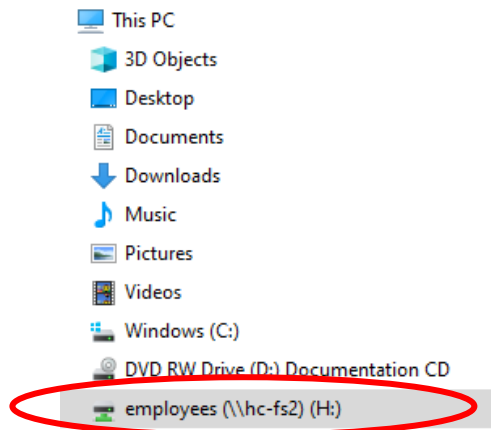 This PC
3D Objects
Desktop
Documents
Downloads
Music
Pictures
Videos
Windows (C:)
DVD RW Drive (D:) Documentation CD
employees (\\hc-fs2) (H:)